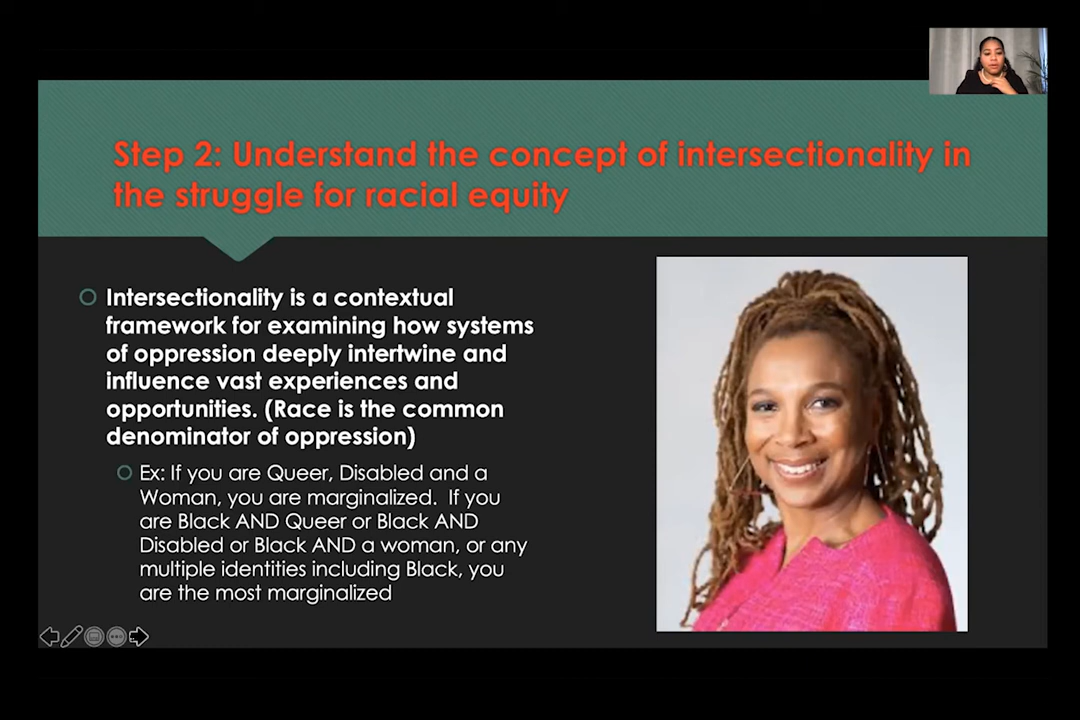 Step 2: Understand the concept of intersectionality in
the struggle for racial equity
Intersectionality is a contextual
framework for examining how systems
of oppression deeply intertwine and
influence vast experiences and
opportunities. (Race is the common
denominator of oppression)
Ex: If you are Queer, Disabled and a
Woman, you are marginalized. If you
are Black AND Queer or Black AND
Disabled or Black AND a woman, or any
multiple identities including Black, you
are the most marginalized